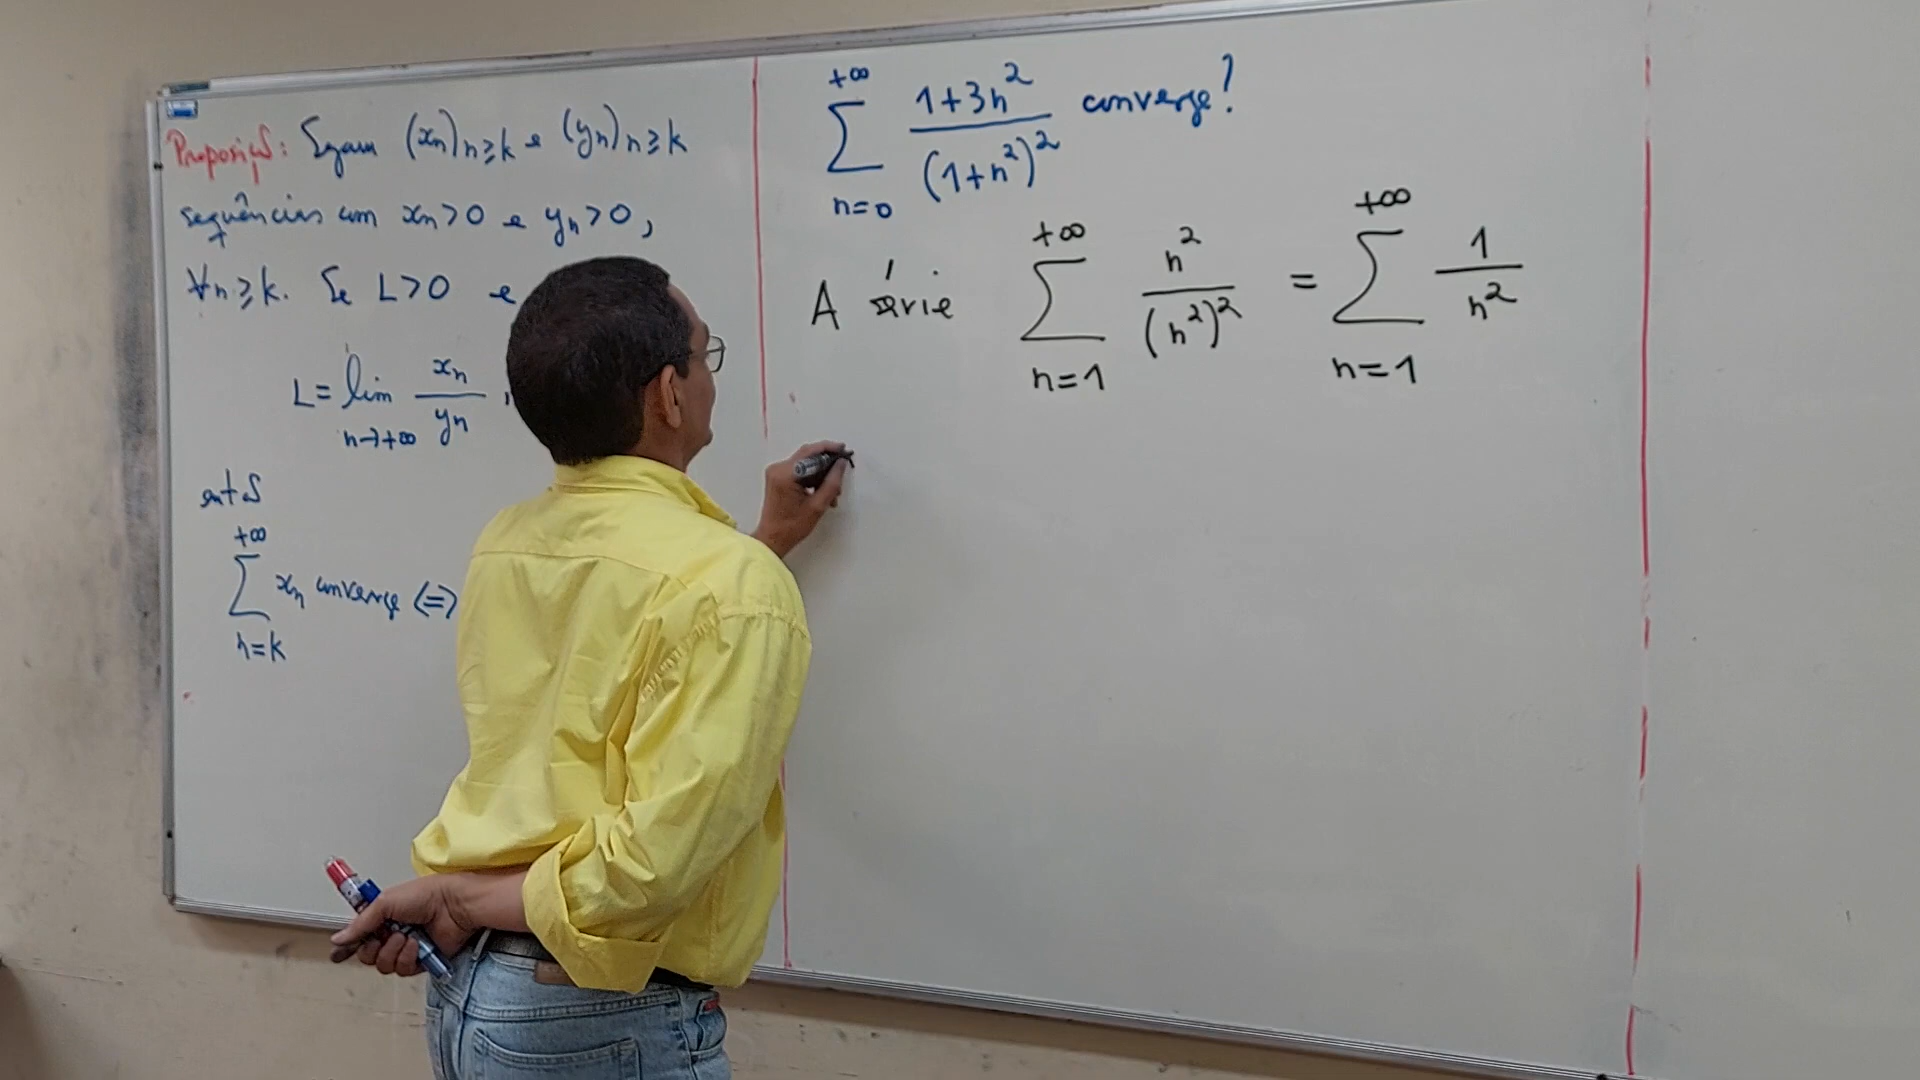 Proposição: Sejam (xn)n≥k e (yn)n≥k
sequências com xn>0 e yn>0,
∀n≥k. Se L>0 e
L = lim n→+∞ xn/yn
então
+∞ ∑ n=k xn converge ⇔
+∞ ∑ n=0 (1+3n²)/(1+n²)² converge?
A série +∞ ∑ n=1 n²/(n²)² = +∞ ∑ n=1 1/n²